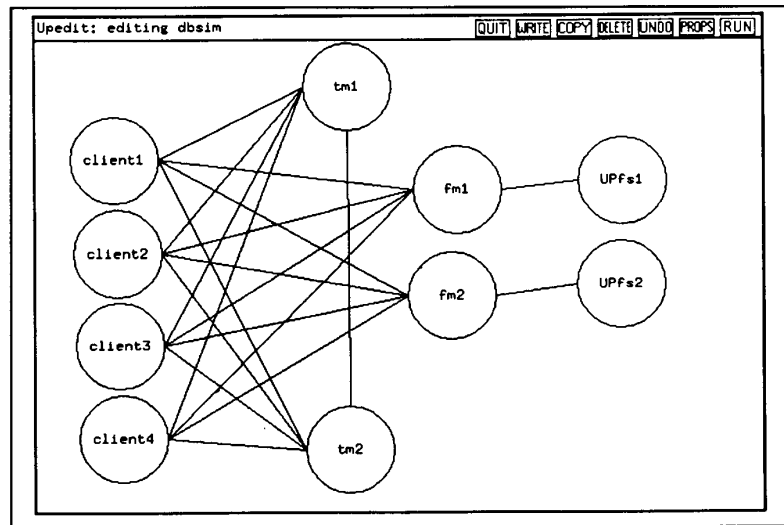 Upedit: editing dbsim QUIT WRITE COPY DELETE UNDO PROPS RUN
tm1
client1
fm1
UPfs1
client2
fm2
UPfs2
client3
client4
tm2